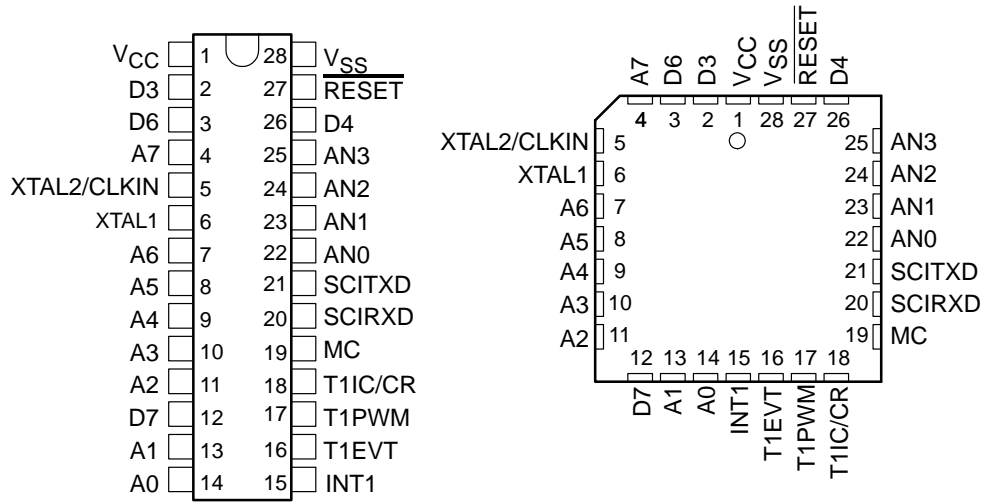 VCC 1 28 VSS
D3 2 27 RESET
D6 3 26 D4
A7 4 25 AN3
XTAL2/CLKIN 5 24 AN2
XTAL1 6 23 AN1
A6 7 22 AN0
A5 8 21 SCITXD
A4 9 20 SCIRXD
A3 10 19 MC
A2 11 18 T1IC/CR
D7 12 17 T1PWM
A1 13 16 T1EVT
A0 14 15 INT1
A7 D6 D3 VCC VSS RESET D4
4 3 2 1 28 27 26
XTAL2/CLKIN 5 25 AN3
XTAL1 6 24 AN2
A6 7 23 AN1
A5 8 22 AN0
A4 9 21 SCITXD
A3 10 20 SCIRXD
A2 11 19 MC
12 13 14 15 16 17 18
D7 A1 A0 INT1 T1EVT T1PWM T1IC/CR